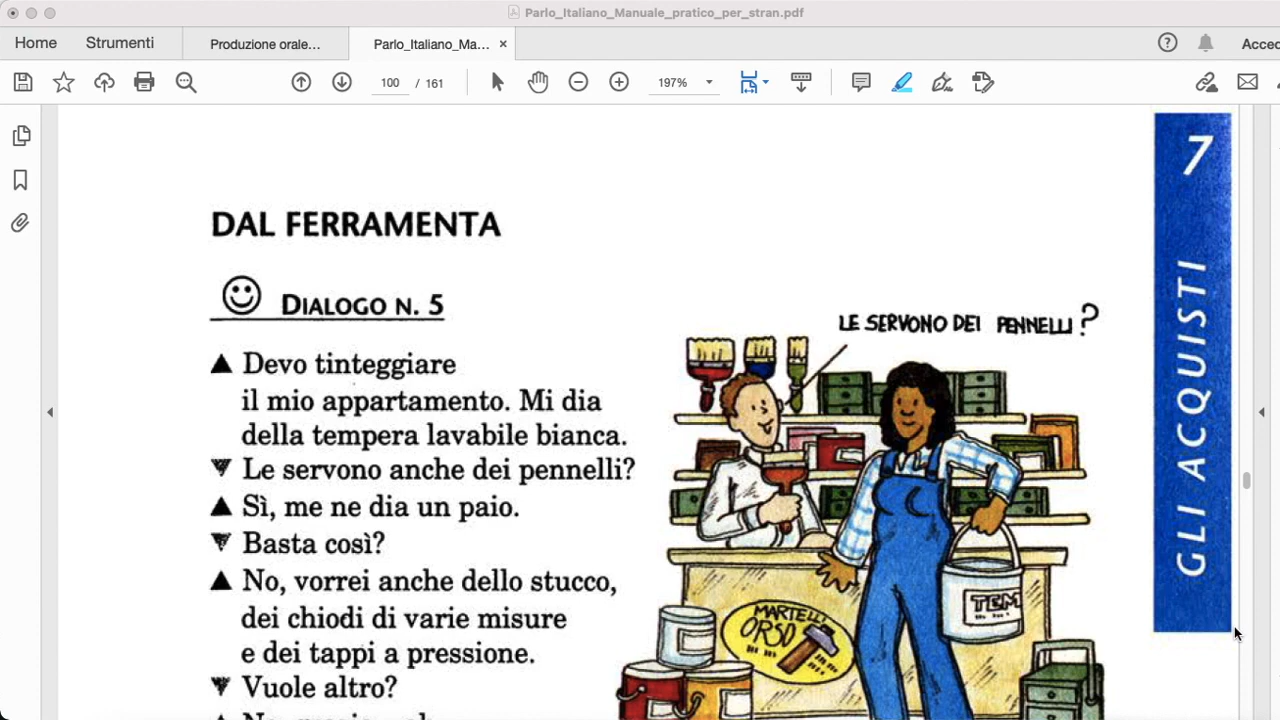 Parlo_Italiano_Manuale_pratico_per_stran.pdf
Home Strumenti Produzione orale... Parlo_Italiano_Ma... ×
100 / 161 197%
7
GLI ACQUISTI
DAL FERRAMENTA
DIALOGO N. 5
LE SERVONO DEI PENNELLI?
▲ Devo tinteggiare
il mio appartamento. Mi dia
della tempera lavabile bianca.
▼ Le servono anche dei pennelli?
▲ Sì, me ne dia un paio.
▼ Basta così?
▲ No, vorrei anche dello stucco,
dei chiodi di varie misure
e dei tappi a pressione.
▼ Vuole altro?
MARTELLI
ORSO
TEM